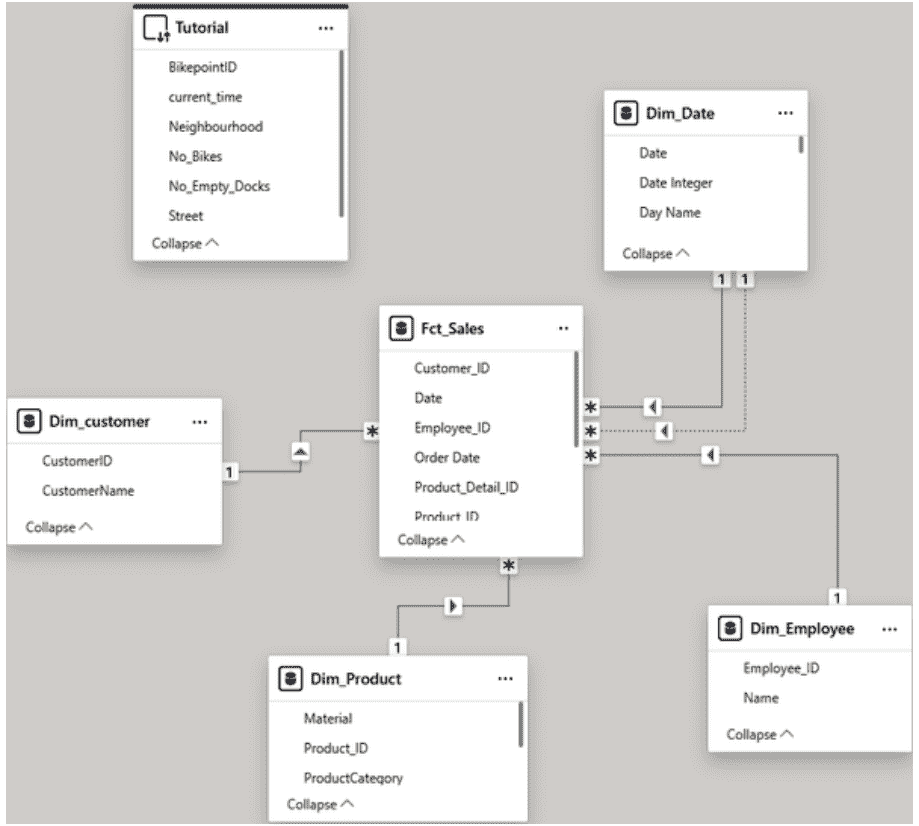 Tutorial ...
BikepointID
current_time
Neighbourhood
No_Bikes
No_Empty_Docks
Street
Collapse
Dim_Date ...
Date
Date Integer
Day Name
Collapse
1 1
Fct_Sales ..
Customer_ID
Date
Employee_ID
Order Date
Product_Detail_ID
Product_ID
Collapse
* * * * *
Dim_customer ...
CustomerID
CustomerName
Collapse
1
Dim_Product ...
Material
Product_ID
ProductCategory
Collapse
1
Dim_Employee ...
Employee_ID
Name
Collapse
1